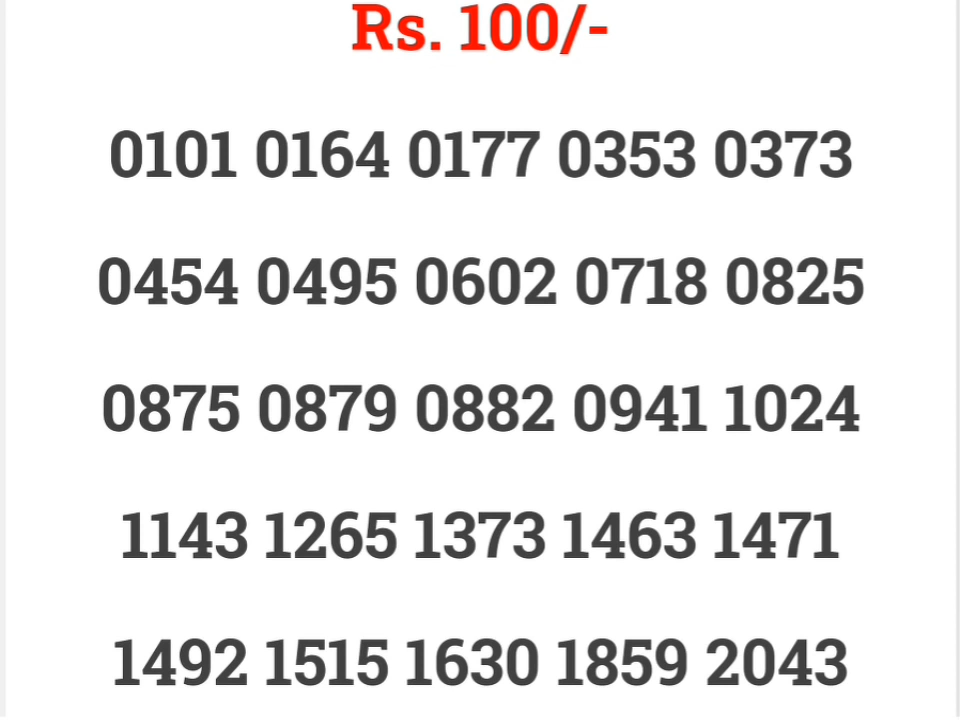 Rs. 100/-
0101 0164 0177 0353 0373
0454 0495 0602 0718 0825
0875 0879 0882 0941 1024
1143 1265 1373 1463 1471
1492 1515 1630 1859 2043